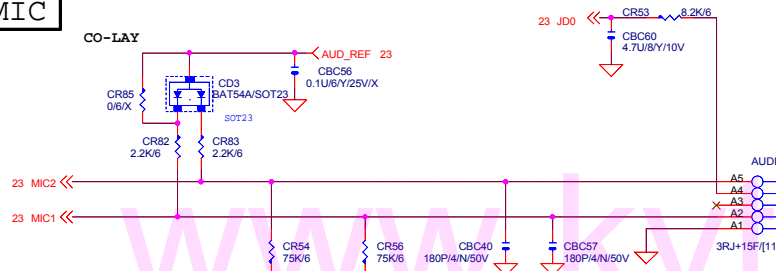 MIC
CO-LAY
23 JD0
CR53
8.2K/6
CBC60
4.7U/8/Y/10V
AUD_REF 23
CBC56
0.1U/6/Y/25V/X
CR85
0/6/X
CD3
BAT54A/SOT23
SOT23
CR82
2.2K/6
CR83
2.2K/6
23 MIC2
23 MIC1
A5
A4
A3
A2
A1
AUDI
3RJ+15F/[11
CR54
75K/6
CR56
75K/6
CBC40
180P/4/N/50V
CBC57
180P/4/N/50V